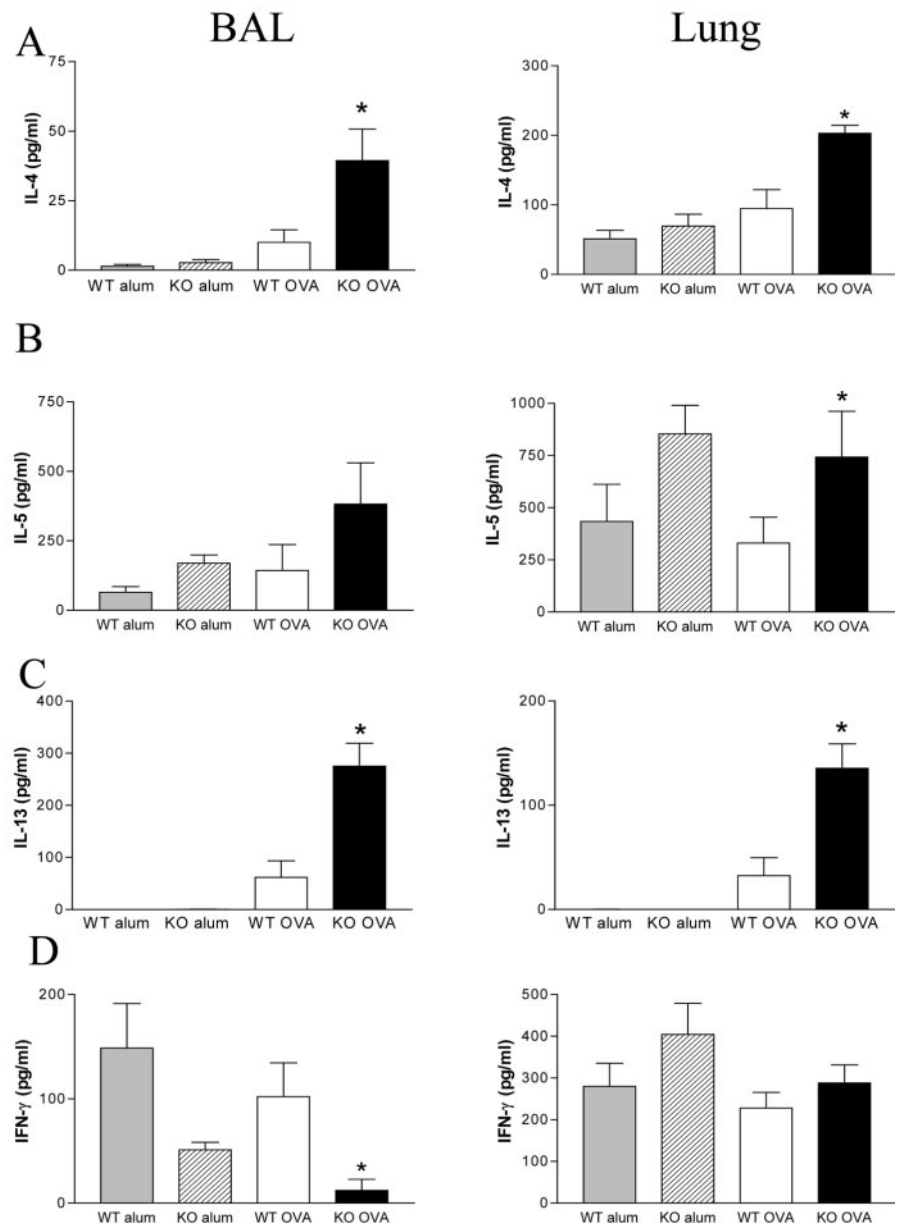 BAL Lung
A
75
50
25
0
IL-4 (pg/ml)
*
WT alum KO alum WT OVA KO OVA
300
200
100
0
IL-4 (pg/ml)
*
WT alum KO alum WT OVA KO OVA
B
750
500
250
0
IL-5 (pg/ml)
WT alum KO alum WT OVA KO OVA
1000
750
500
250
0
IL-5 (pg/ml)
*
WT alum KO alum WT OVA KO OVA
C
400
300
200
100
0
IL-13 (pg/ml)
*
WT alum KO alum WT OVA KO OVA
200
100
0
IL-13 (pg/ml)
*
WT alum KO alum WT OVA KO OVA
D
200
100
0
IFN-γ (pg/ml)
*
WT alum KO alum WT OVA KO OVA
500
400
300
200
100
0
IFN-γ (pg/ml)
WT alum KO alum WT OVA KO OVA